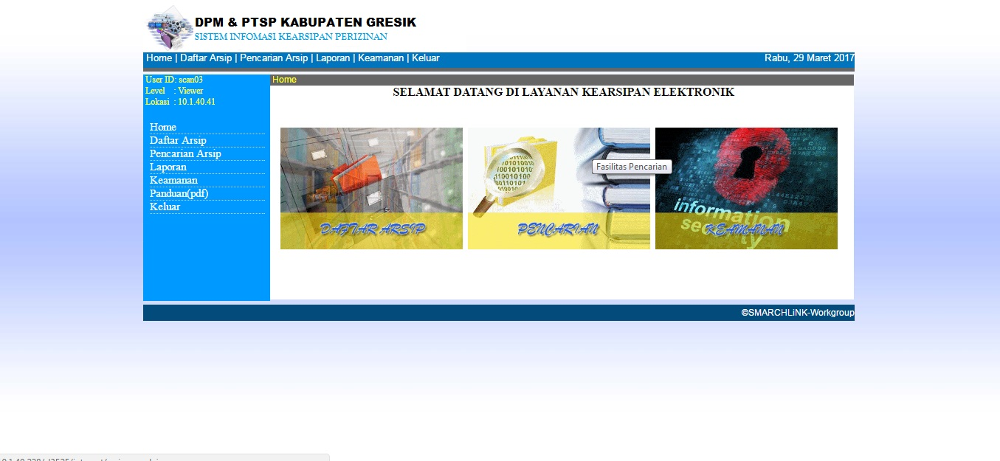 DPM & PTSP KABUPATEN GRESIK
SISTEM INFOMASI KEARSIPAN PERIZINAN
Home | Daftar Arsip | Pencarian Arsip | Laporan | Keamanan | Keluar
Rabu, 29 Maret 2017
User ID: scan03
Level : Viewer
Lokasi : 10.1.40.41
Home
Daftar Arsip
Pencarian Arsip
Laporan
Keamanan
Panduan(pdf)
Keluar
Home
SELAMAT DATANG DI LAYANAN KEARSIPAN ELEKTRONIK
DAFTAR ARSIP
Fasilitas Pencarian
PENCARIAN
information
security
KEAMANAN
©SMARCHLiNK-Workgroup